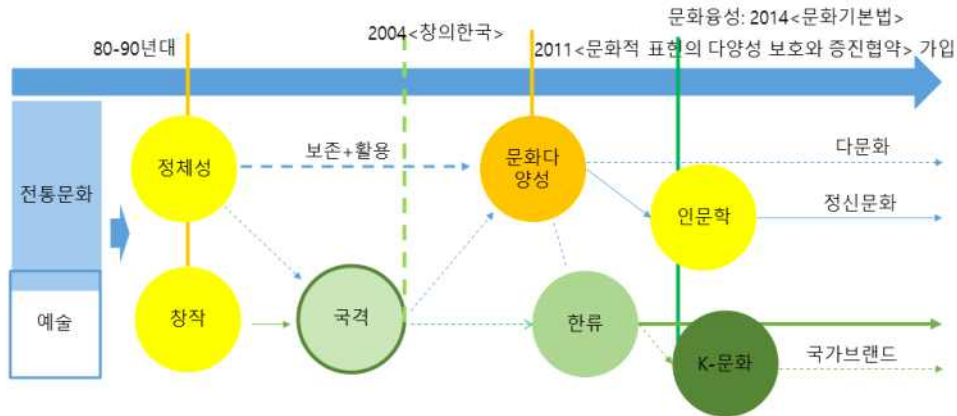 문화융성: 2014<문화기본법>
2004<창의한국>
80-90년대
2011<문화적 표현의 다양성 보호와 증진협약> 가입
정체성
보존+활용
문화다
양성
다문화
전통문화
인문학
정신문화
예술
창작
국격
한류
K-문화
국가브랜드